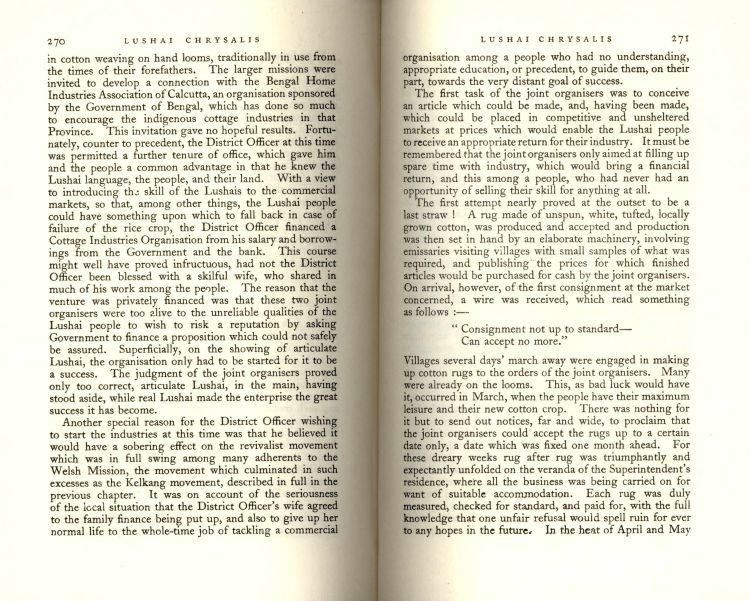 270
LUSHAI CHRYSALIS
in cotton weaving on hand looms, traditionally in use from
the times of their forefathers. The larger missions were
invited to develop a connection with the Bengal Home
Industries Association of Calcutta, an organisation sponsored
by the Government of Bengal, which has done so much
to encourage the indigenous cottage industries in that
Province. This invitation gave no hopeful results. Fortu-
nately, counter to precedent, the District Officer at this time
was permitted a further tenure of office, which gave him
and the people a common advantage in that he knew the
Lushai language, the people, and their land. With a view
to introducing the skill of the Lushais to the commercial
markets, so that, among other things, the Lushai people
could have something upon which to fall back in case of
failure of the rice crop, the District Officer financed a
Cottage Industries Organisation from his salary and borrow-
ings from the Government and the bank. This course
might well have proved infructuous, had not the District
Officer been blessed with a skilful wife, who shared in
much of his work among the people. The reason that the
venture was privately financed was that these two joint
organisers were too alive to the unreliable qualities of the
Lushai people to wish to risk a reputation by asking
Government to finance a proposition which could not safely
be assured. Superficially, on the showing of articulate
Lushai, the organisation only had to be started for it to be
a success. The judgment of the joint organisers proved
only too correct, articulate Lushai, in the main, having
stood aside, while real Lushai made the enterprise the great
success it has become.
Another special reason for the District Officer wishing
to start the industries at this time was that he believed it
would have a sobering effect on the revivalist movement
which was in full swing among many adherents to the
Welsh Mission, the movement which culminated in such
excesses as the Kelkang movement, described in full in the
previous chapter. It was on account of the seriousness
of the local situation that the District Officer's wife agreed
to the family finance being put up, and also to give up her
normal life to the whole-time job of tackling a commercial
LUSHAI CHRYSALIS
271
organisation among a people who had no understanding,
appropriate education, or precedent, to guide them, on their
part, towards the very distant goal of success.
The first task of the joint organisers was to conceive
an article which could be made, and, having been made,
which could be placed in competitive and unsheltered
markets at prices which would enable the Lushai people
to receive an appropriate return for their industry. It must be
remembered that the joint organisers only aimed at filling up
spare time with industry, which would bring a financial
return, and this among a people, who had never had an
opportunity of selling their skill for anything at all.
The first attempt nearly proved at the outset to be a
last straw ! A rug made of unspun, white, tufted, locally
grown cotton, was produced and accepted and production
was then set in hand by an elaborate machinery, involving
emissaries visiting villages with small samples of what was
required, and publishing the prices for which finished
articles would be purchased for cash by the joint organisers.
On arrival, however, of the first consignment at the market
concerned, a wire was received, which read something
as follows :—
" Consignment not up to standard—
Can accept no more."
Villages several days' march away were engaged in making
up cotton rugs to the orders of the joint organisers. Many
were already on the looms. This, as bad luck would have
it, occurred in March, when the people have their maximum
leisure and their new cotton crop. There was nothing for
it but to send out notices, far and wide, to proclaim that
the joint organisers could accept the rugs up to a certain
date only, a date which was fixed one month ahead. For
these dreary weeks rug after rug was triumphantly and
expectantly unfolded on the veranda of the Superintendent's
residence, where all the business was being carried on for
want of suitable accommodation. Each rug was duly
measured, checked for standard, and paid for, with the full
knowledge that one unfair refusal would spell ruin for ever
to any hopes in the future. In the heat of April and May